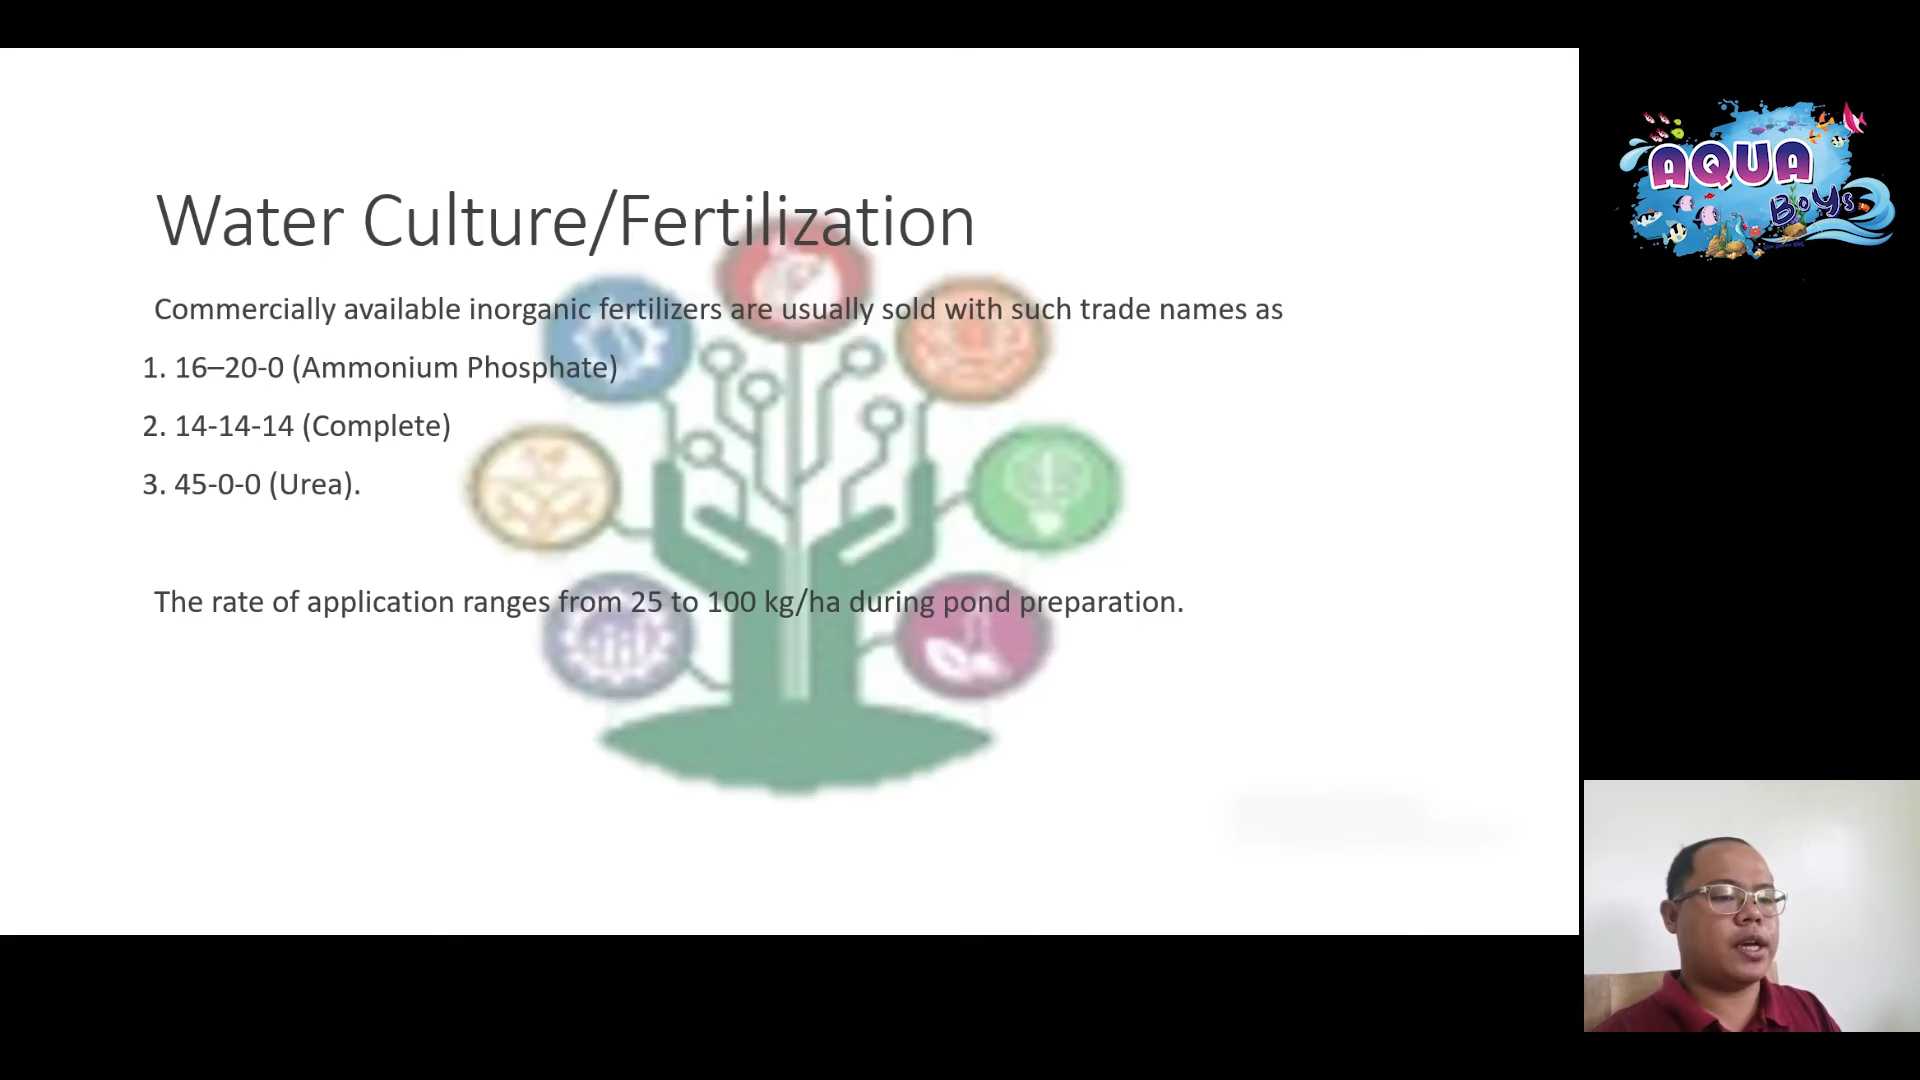 AQUA
Boys
Water Culture/Fertilization
Commercially available inorganic fertilizers are usually sold with such trade names as
1. 16–20-0 (Ammonium Phosphate)
2. 14-14-14 (Complete)
3. 45-0-0 (Urea).
The rate of application ranges from 25 to 100 kg/ha during pond preparation.